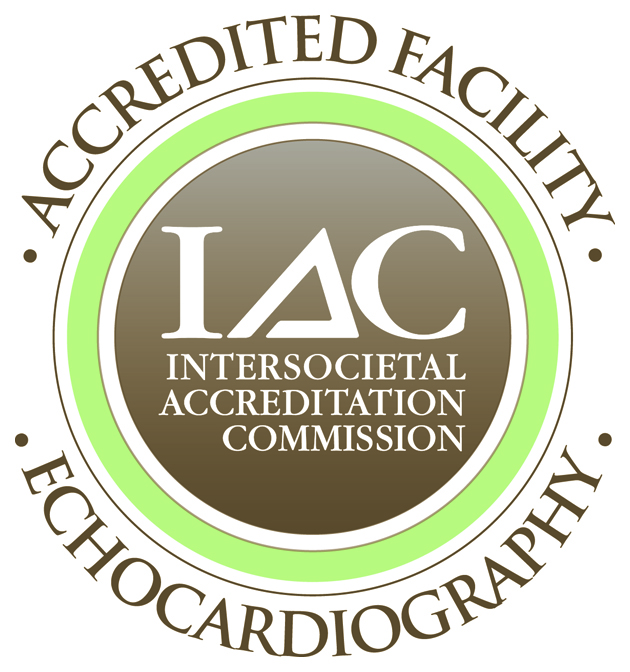 ACCREDITED FACILITY
IAC
INTERSOCIETAL
ACCREDITATION
COMMISSION
ECHOCARDIOGRAPHY